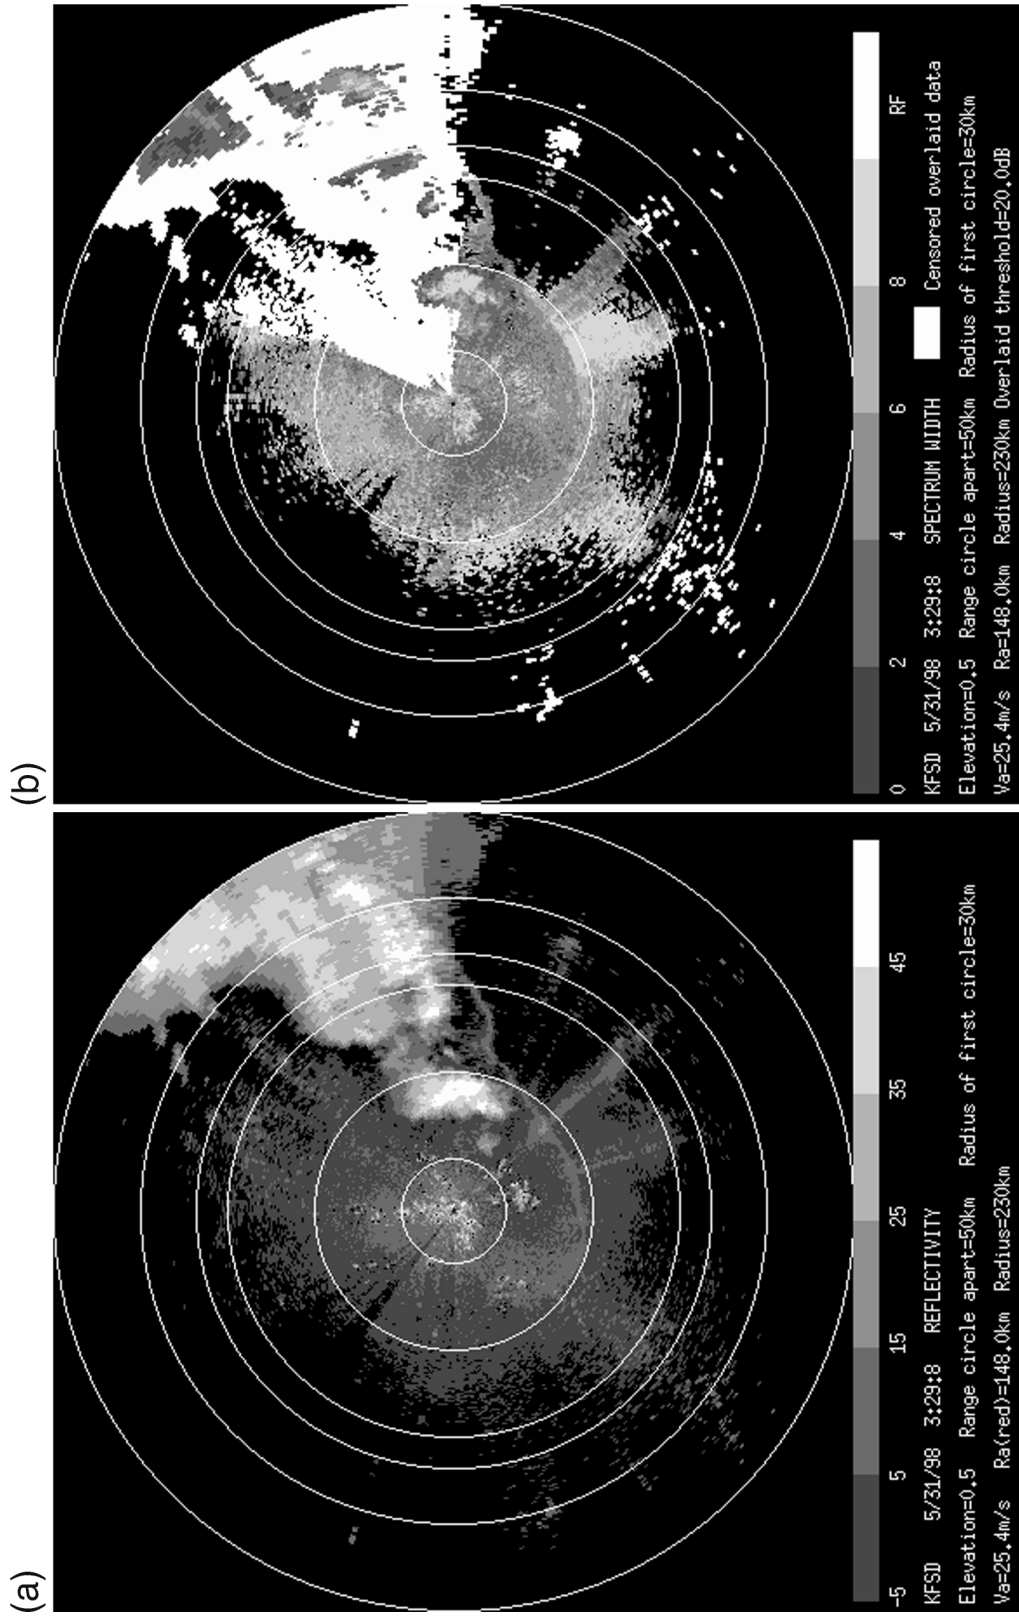 (a)
-5 5 15 25 35 45
KFSD 5/31/98 3:29:8 REFLECTIVITY
Elevation=0.5 Range circle apart=50km Radius of first circle=30km
Va=25.4m/s Ra(red)=148.0km Radius=230km
(b)
0 2 4 6 8 RF
KFSD 5/31/98 3:29:8 SPECTRUM WIDTH Censored overlaid data
Elevation=0.5 Range circle apart=50km Radius of first circle=30km
Va=25.4m/s Ra=148.0km Radius=230km Overlaid threshold=20.0dB